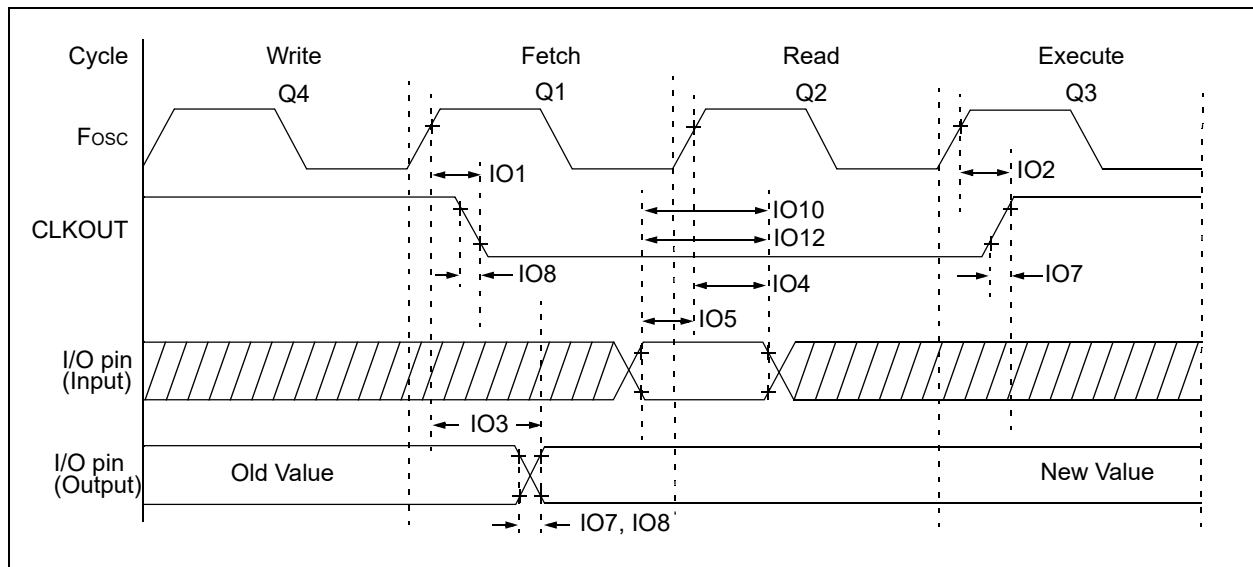 Cycle Write Fetch Read Execute
Q4 Q1 Q2 Q3
Fosc
IO1 IO2
CLKOUT
IO10
IO12
IO8 IO4 IO7
IO5
I/O pin
(Input)
IO3
I/O pin
(Output)
Old Value New Value
IO7, IO8